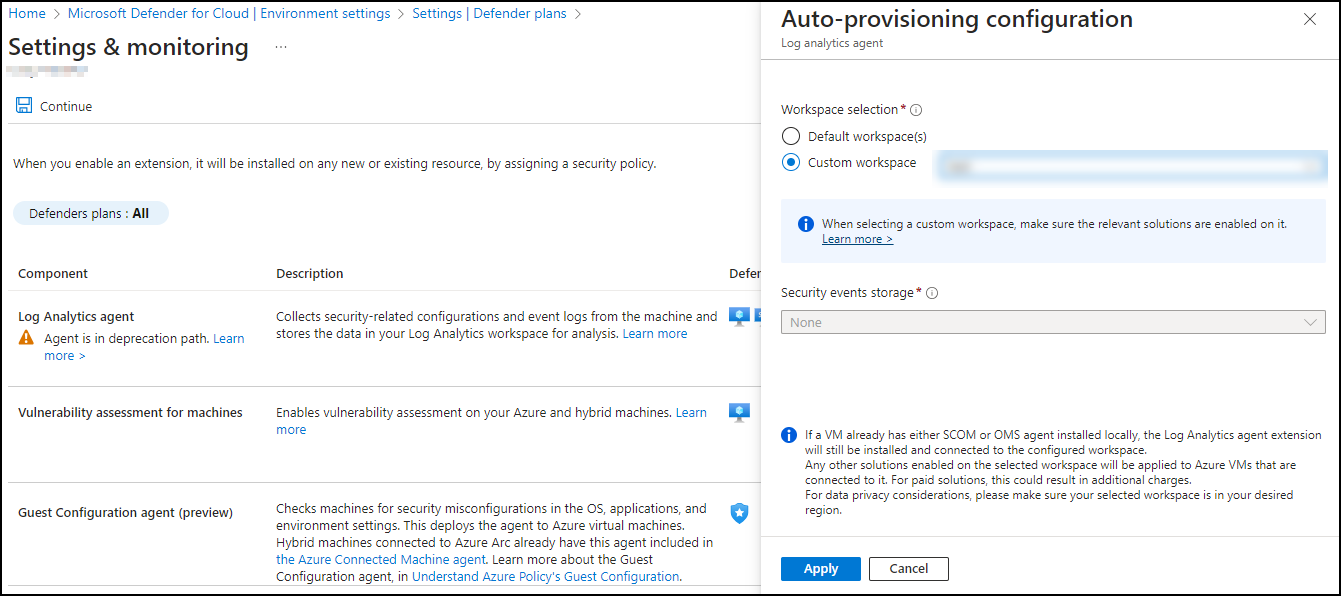 Home > Microsoft Defender for Cloud | Environment settings > Settings | Defender plans >
Settings & monitoring ...
Continue
When you enable an extension, it will be installed on any new or existing resource, by assigning a security policy.
Defenders plans : All
Component Description Defer
Log Analytics agent
Agent is in deprecation path. Learn
more >
Collects security-related configurations and event logs from the machine and
stores the data in your Log Analytics workspace for analysis. Learn more
Vulnerability assessment for machines
Enables vulnerability assessment on your Azure and hybrid machines. Learn
more
Guest Configuration agent (preview)
Checks machines for security misconfigurations in the OS, applications, and
environment settings. This deploys the agent to Azure virtual machines.
Hybrid machines connected to Azure Arc already have this agent included in
the Azure Connected Machine agent. Learn more about the Guest
Configuration agent, in Understand Azure Policy's Guest Configuration.
Auto-provisioning configuration
Log analytics agent
Workspace selection *
Default workspace(s)
Custom workspace
When selecting a custom workspace, make sure the relevant solutions are enabled on it.
Learn more >
Security events storage *
None
If a VM already has either SCOM or OMS agent installed locally, the Log Analytics agent extension
will still be installed and connected to the configured workspace.
Any other solutions enabled on the selected workspace will be applied to Azure VMs that are
connected to it. For paid solutions, this could result in additional charges.
For data privacy considerations, please make sure your selected workspace is in your desired
region.
Apply Cancel